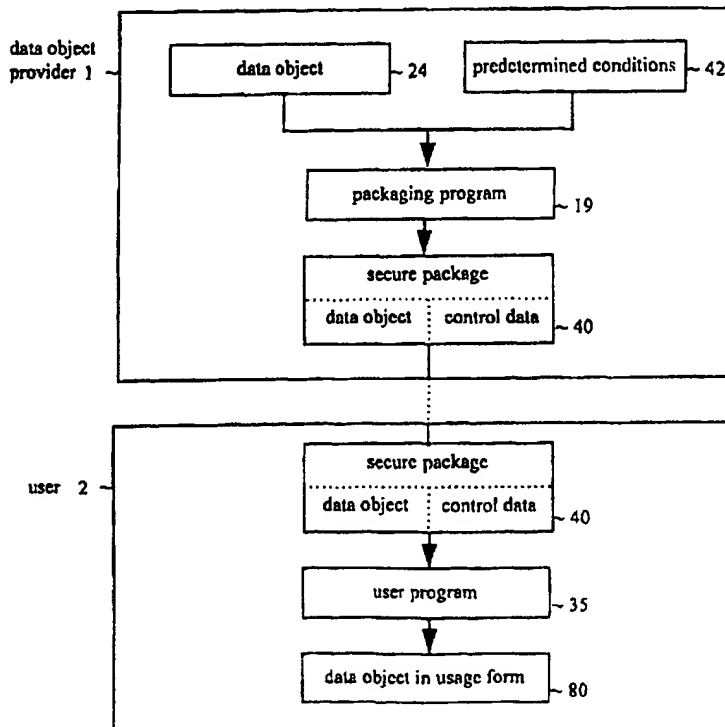 data object
provider 1
data object
~ 24
predetermined conditions
~ 42
packaging program
~ 19
secure package
data object
control data
~ 40
user 2
secure package
data object
control data
~ 40
user program
~ 35
data object in usage form
~ 80